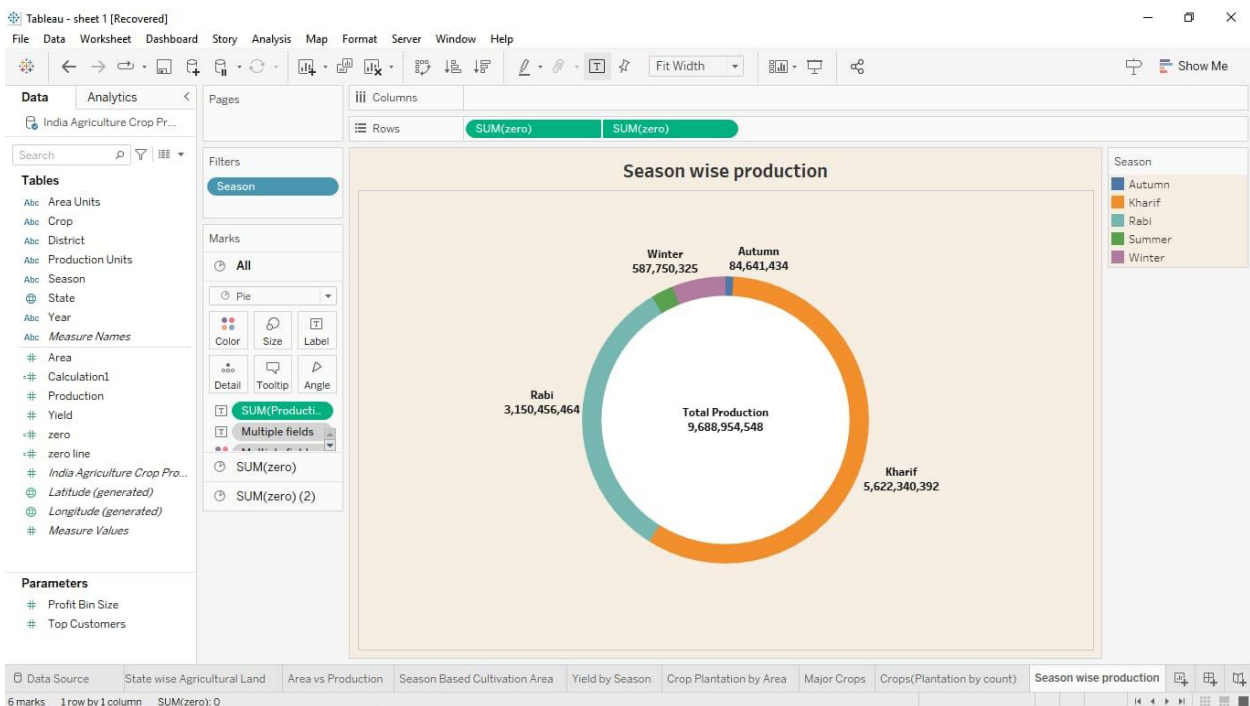 Tableau - sheet 1 [Recovered]
File Data Worksheet Dashboard Story Analysis Map Format Server Window Help
Fit Width
Show Me
Data Analytics
India Agriculture Crop Pr...
Search
Tables
Abc Area Units
Abc Crop
Abc District
Abc Production Units
Abc Season
State
Abc Year
Abc Measure Names
# Area
=# Calculation1
# Production
# Yield
=# zero
=# zero line
# India Agriculture Crop Pro...
Latitude (generated)
Longitude (generated)
# Measure Values
Parameters
# Profit Bin Size
# Top Customers
Pages
Filters
Season
Marks
All
Pie
Color Size Label
Detail Tooltip Angle
SUM(Producti..
Multiple fields
SUM(zero)
SUM(zero) (2)
Columns
Rows SUM(zero) SUM(zero)
Season wise production
Winter
587,750,325
Autumn
84,641,434
Rabi
3,150,456,464
Total Production
9,688,954,548
Kharif
5,622,340,392
Season
Autumn
Kharif
Rabi
Summer
Winter
Data Source State wise Agricultural Land Area vs Production Season Based Cultivation Area Yield by Season Crop Plantation by Area Major Crops Crops(Plantation by count) Season wise production
6 marks 1 row by 1 column SUM(zero): 0